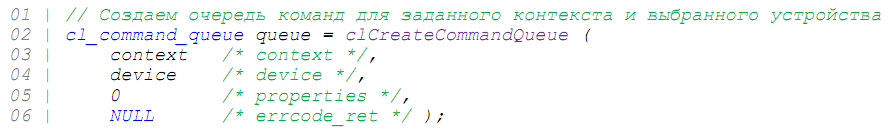 01 | // Создаем очередь команд для заданного контекста и выбранного устройства
02 | cl_command_queue queue = clCreateCommandQueue (
03 |     context   /* context */,
04 |     device    /* device */,
05 |     0         /* properties */,
06 |     NULL      /* errcode_ret */ );